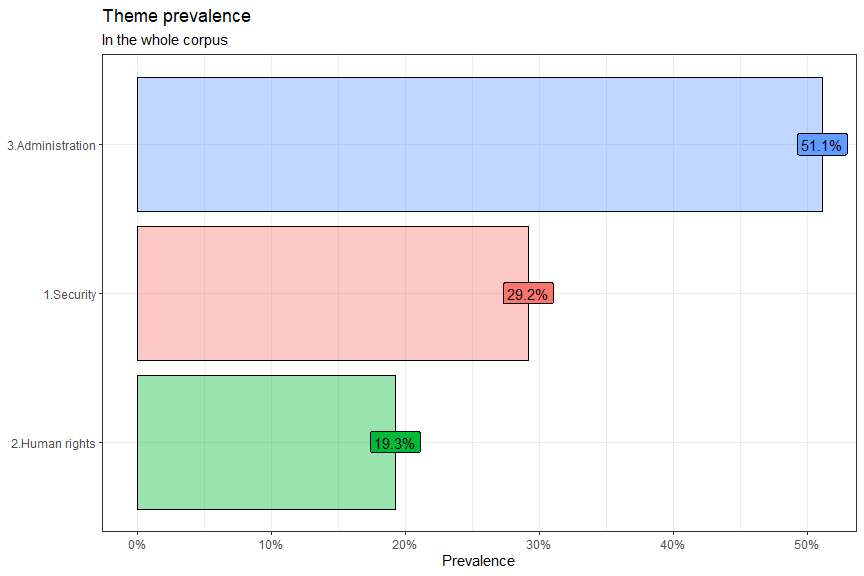 Theme prevalence
In the whole corpus
3.Administration
51.1%
1.Security
29.2%
2.Human rights
19.3%
0%
10%
20%
30%
40%
50%
Prevalence